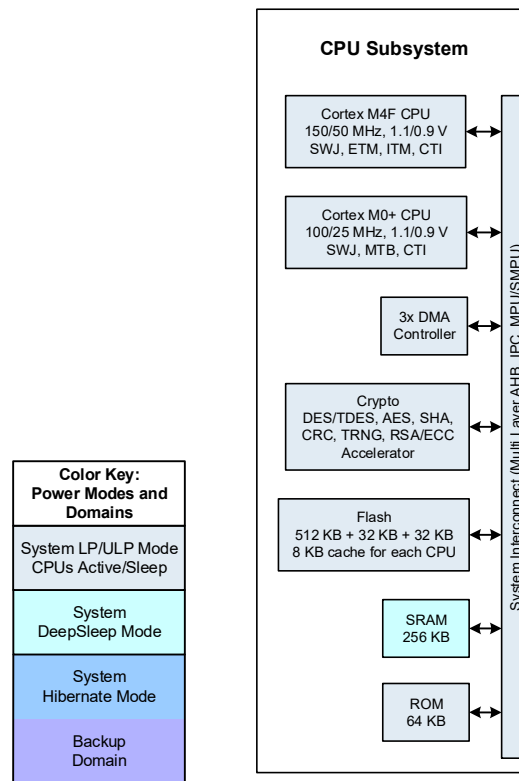 CPU Subsystem
Cortex M4F CPU
150/50 MHz, 1.1/0.9 V
SWJ, ETM, ITM, CTI
Cortex M0+ CPU
100/25 MHz, 1.1/0.9 V
SWJ, MTB, CTI
3x DMA
Controller
Crypto
DES/TDES, AES, SHA,
CRC, TRNG, RSA/ECC
Accelerator
Flash
512 KB + 32 KB + 32 KB
8 KB cache for each CPU
SRAM
256 KB
ROM
64 KB
System Interconnect (Multi Layer AHB, IPC, MPU/SMPU)
Color Key:
Power Modes and
Domains
System LP/ULP Mode
CPUs Active/Sleep
System
DeepSleep Mode
System
Hibernate Mode
Backup
Domain